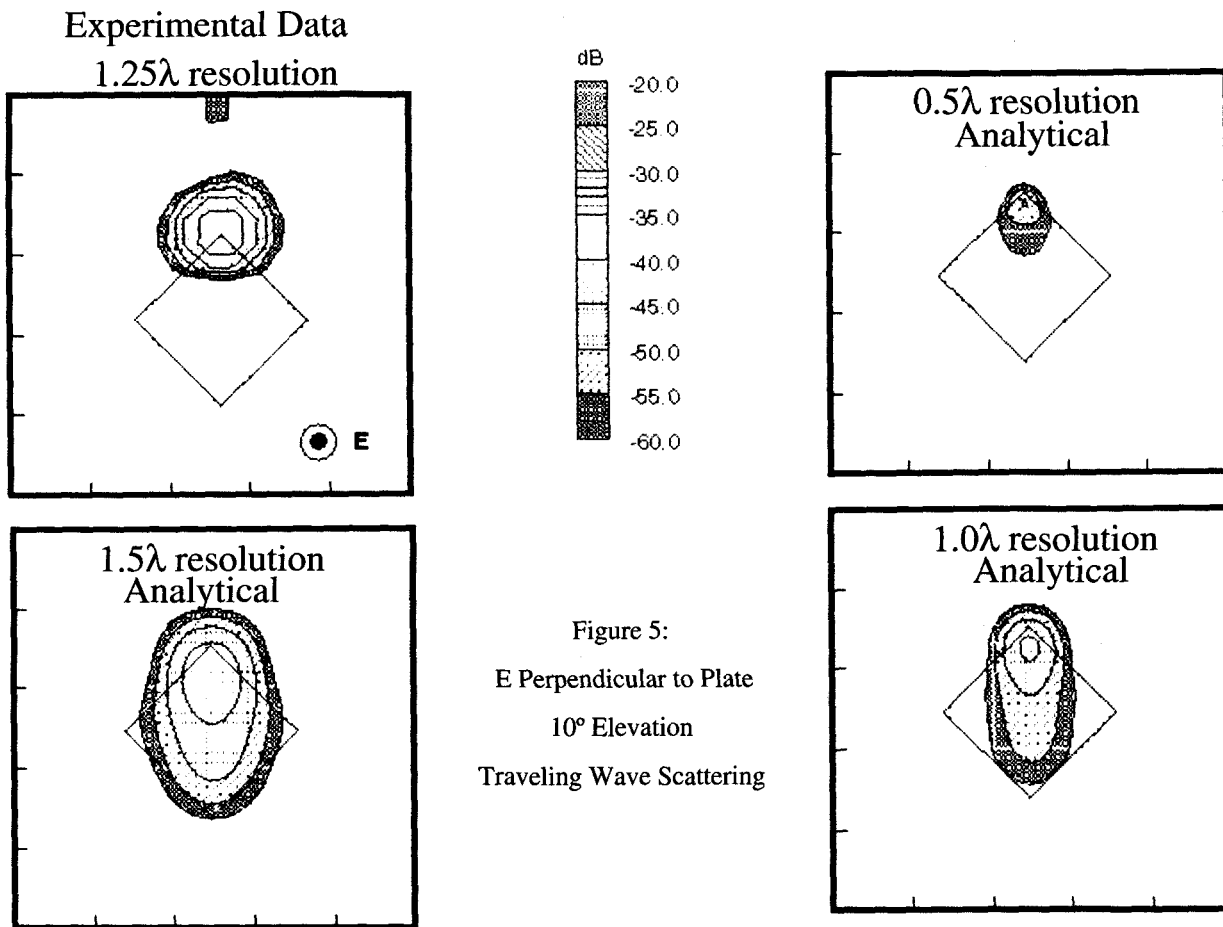 Experimental Data
1.25λ resolution
E
dB
-20.0
-25.0
-30.0
-35.0
-40.0
-45.0
-50.0
-55.0
-60.0
0.5λ resolution
Analytical
1.5λ resolution
Analytical
Figure 5:
E Perpendicular to Plate
10° Elevation
Traveling Wave Scattering
1.0λ resolution
Analytical